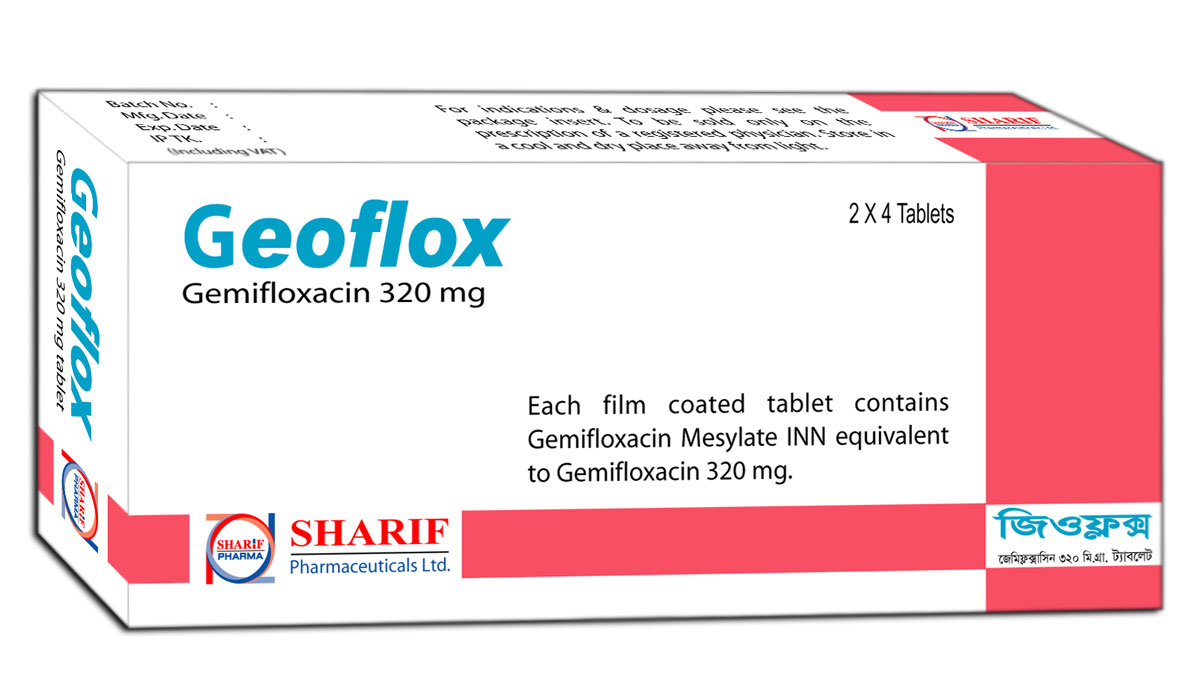 Batch No. :
Mfg.Date :
Exp.Date :
IP TK. :
(Including VAT)
For indications & dosage please see the
package insert. To be sold only on the
prescription of a registered physician. Store in
a cool and dry place away from light.
SHARIF
PHARMA
SHARIF
Pharmaceuticals Ltd.
Geoflox
Gemifloxacin 320 mg tablet
SHARIF
PHARMA
Geoflox
Gemifloxacin 320 mg
2 X 4 Tablets
Each film coated tablet contains
Gemifloxacin Mesylate INN equivalent
to Gemifloxacin 320 mg.
SHARIF
PHARMA
SHARIF
Pharmaceuticals Ltd.
জিওফ্লক্স
জেমিফ্লক্সাসিন ৩২০ মি.গ্রা. ট্যাবলেট